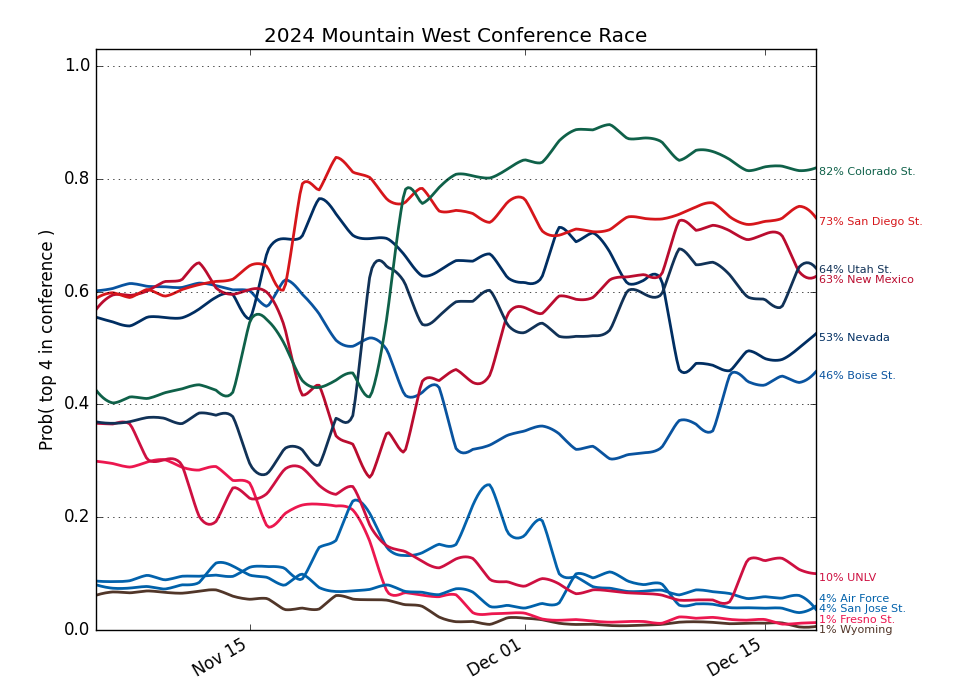 2024 Mountain West Conference Race
Prob( top 4 in conference )
1.0
0.8
0.6
0.4
0.2
0.0
Nov 15
Dec 01
Dec 15
82% Colorado St.
73% San Diego St.
64% Utah St.
63% New Mexico
53% Nevada
46% Boise St.
10% UNLV
4% Air Force
4% San Jose St.
1% Fresno St.
1% Wyoming